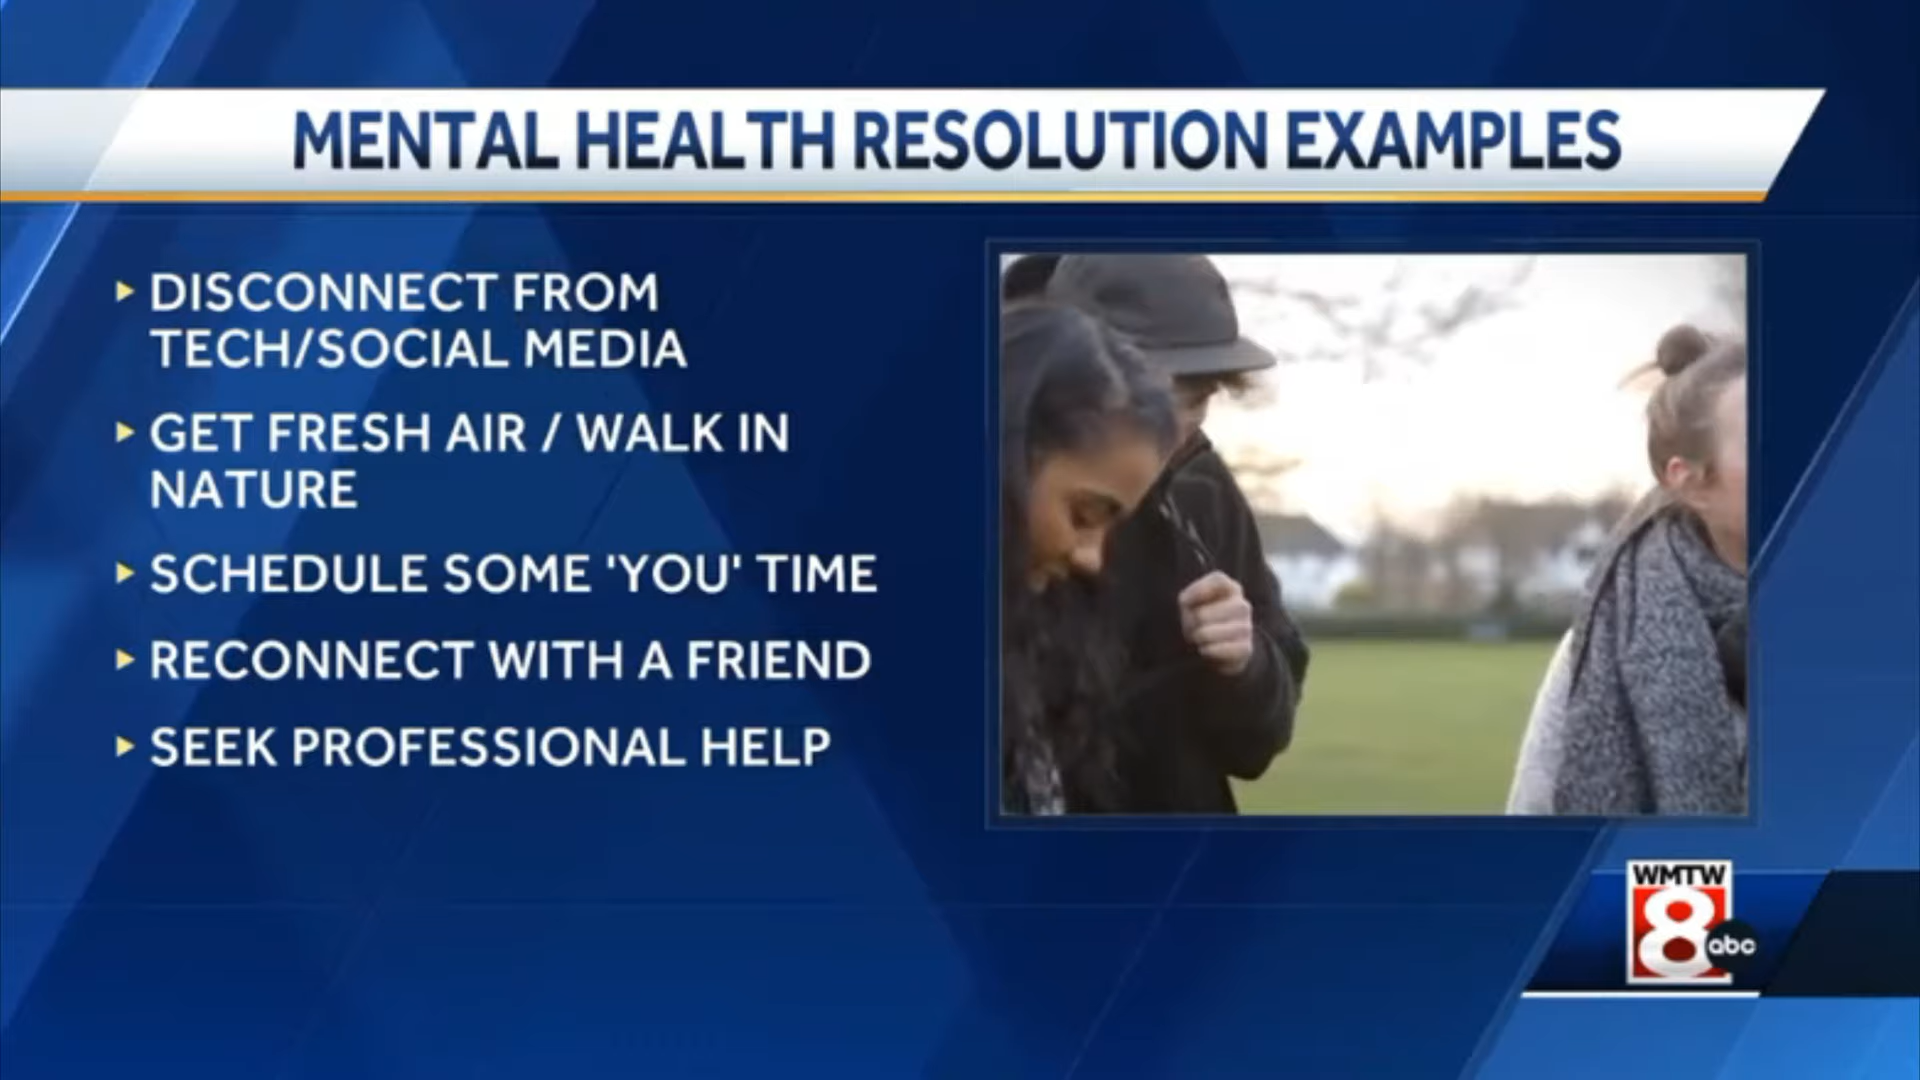 MENTAL HEALTH RESOLUTION EXAMPLES
DISCONNECT FROM
TECH/SOCIAL MEDIA
GET FRESH AIR / WALK IN
NATURE
SCHEDULE SOME 'YOU' TIME
RECONNECT WITH A FRIEND
SEEK PROFESSIONAL HELP
WMTW
8
abc